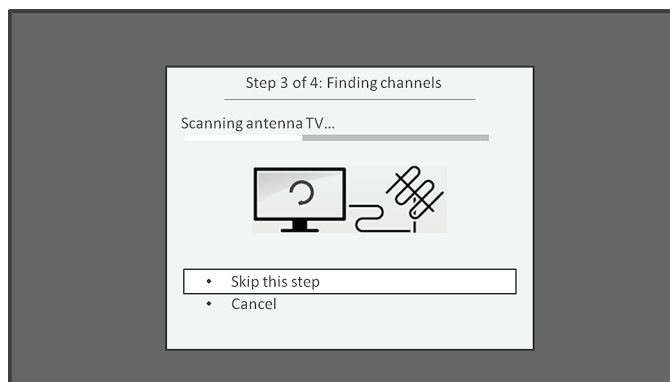 Step 3 of 4: Finding channels
Scanning antenna TV...
Skip this step
Cancel